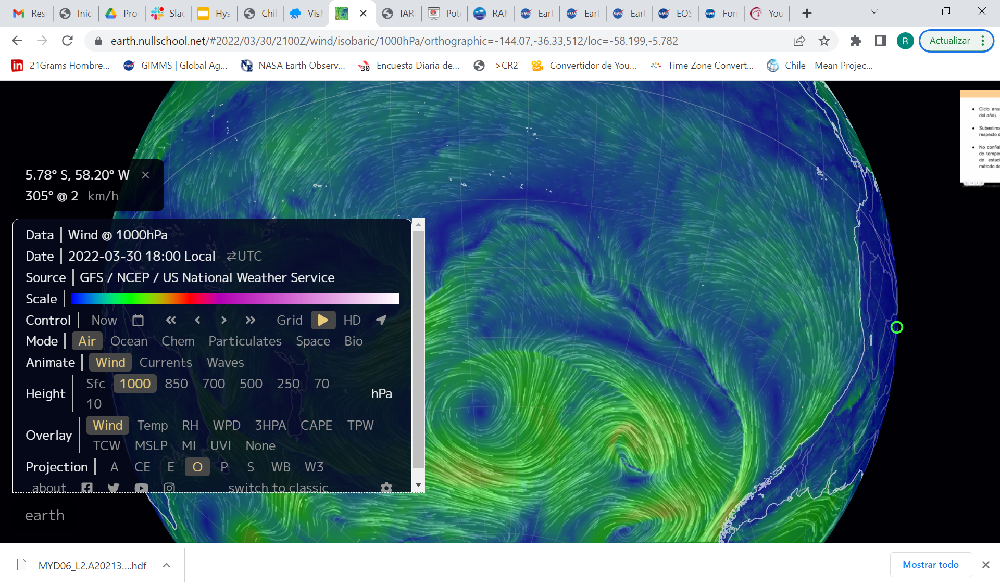 Res
Inic
Pro
Slac
Hys
Chil
Vis
IAR
Pot
RAM
Eart
Eart
Eart
EOS
For
You
earth.nullschool.net/#2022/03/30/2100Z/wind/isobaric/1000hPa/orthographic=-144.07,-36.33,512/loc=-58.199,-5.782
R
Actualizar
21Grams Hombre...
GIMMS | Global Ag...
NASA Earth Observ...
30
Encuesta Diaria de...
->CR2
Convertidor de You...
Time Zone Convert...
Chile - Mean Projec...
5.78° S, 58.20° W ×
305° @ 2 km/h
Data | Wind @ 1000hPa
Date | 2022-03-30 18:00 Local ⇄UTC
Source | GFS / NCEP / US National Weather Service
Scale |
Control | Now Grid HD
Mode | Air Ocean Chem Particulates Space Bio
Animate | Wind Currents Waves
Height | Sfc 1000 850 700 500 250 70
10 hPa
Overlay | Wind Temp RH WPD 3HPA CAPE TPW
TCW MSLP MI UVI None
Projection | A CE E O P S WB W3
about switch to classic
earth
• Ciclo anu
del año).
• Subestima
respecto d
• No confial
de tempe
de estaci
método de
MYD06_L2.A20213....hdf
Mostrar todo